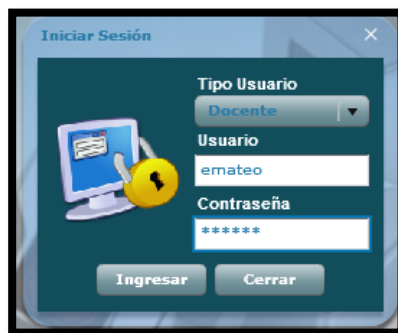 Iniciar Sesión
Tipo Usuario
Docente
Usuario
emateo
Contraseña
******
Ingresar Cerrar